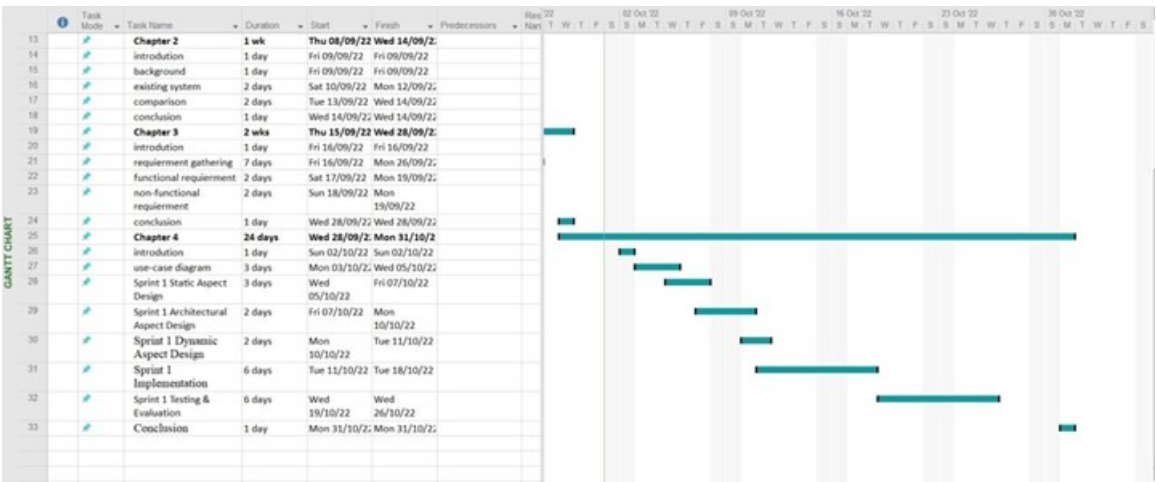 GANTT CHART
Task Mode Task Name Duration Start Finish Predecessors Res Nan
'22 02 Oct '22 09 Oct '22 16 Oct '22 23 Oct '22 30 Oct '22
T W T F S S M T W T F S S M T W T F S S M T W T F S S M T W T F S S M T W T F S
13 Chapter 2 1 wk Thu 08/09/22 Wed 14/09/2
14 introdution 1 day Fri 09/09/22 Fri 09/09/22
15 background 1 day Fri 09/09/22 Fri 09/09/22
16 existing system 2 days Sat 10/09/22 Mon 12/09/22
17 comparison 2 days Tue 13/09/22 Wed 14/09/22
18 conclusion 1 day Wed 14/09/22 Wed 14/09/22
19 Chapter 3 2 wks Thu 15/09/22 Wed 28/09/2
20 introdution 1 day Fri 16/09/22 Fri 16/09/22
21 requierment gathering 7 days Fri 16/09/22 Mon 26/09/22
22 functional requierment 2 days Sat 17/09/22 Mon 19/09/22
23 non-functional 2 days Sun 18/09/22 Mon
requierment 19/09/22
24 conclusion 1 day Wed 28/09/22 Wed 28/09/22
25 Chapter 4 24 days Wed 28/09/2 Mon 31/10/2
26 introdution 1 day Sun 02/10/22 Sun 02/10/22
27 use-case diagram 3 days Mon 03/10/22 Wed 05/10/22
28 Sprint 1 Static Aspect 3 days Wed Fri 07/10/22
Design 05/10/22
29 Sprint 1 Architectural 2 days Fri 07/10/22 Mon
Aspect Design 10/10/22
30 Sprint 1 Dynamic 2 days Mon Tue 11/10/22
Aspect Design 10/10/22
31 Sprint 1 6 days Tue 11/10/22 Tue 18/10/22
Implementation
32 Sprint 1 Testing & 6 days Wed Wed
Evaluation 19/10/22 26/10/22
33 Conclusion 1 day Mon 31/10/22 Mon 31/10/22